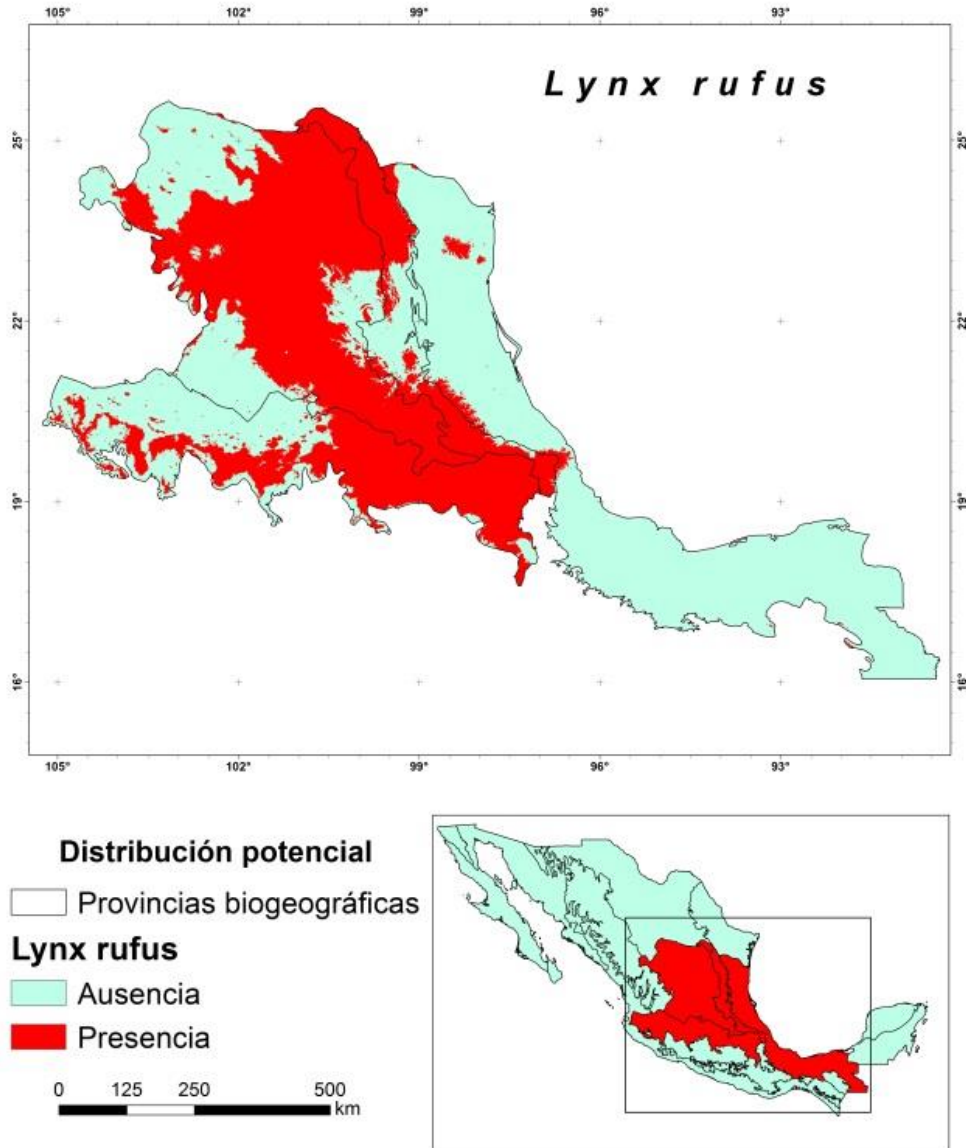 105° 102° 99° 96° 93°
Lynx rufus
25° 25°
22° 22°
19° 19°
16° 16°
105° 102° 99° 96° 93°
Distribución potencial
Provincias biogeográficas
Lynx rufus
Ausencia
Presencia
0 125 250 500
km